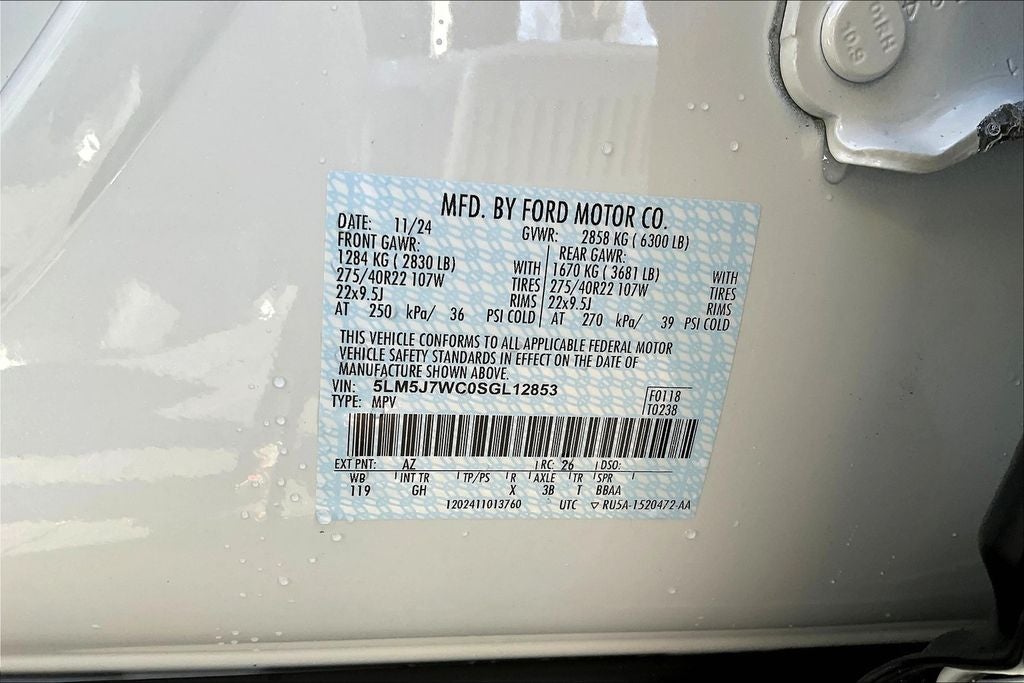 MFD. BY FORD MOTOR CO.
DATE: 11/24 GVWR: 2858 KG ( 6300 LB)
FRONT GAWR: REAR GAWR:
1284 KG ( 2830 LB) WITH 1670 KG ( 3681 LB) WITH
275/40R22 107W TIRES 275/40R22 107W TIRES
22x9.5J RIMS 22x9.5J RIMS
AT 250 kPa/ 36 PSI COLD AT 270 kPa/ 39 PSI COLD
THIS VEHICLE CONFORMS TO ALL APPLICABLE FEDERAL MOTOR
VEHICLE SAFETY STANDARDS IN EFFECT ON THE DATE OF
MANUFACTURE SHOWN ABOVE.
VIN: 5LM5J7WC0SGL12853
TYPE: MPV
F0118
T0238
EXT PNT: AZ RC: 26 DSO:
WB INT TR TP/PS R AXLE TR SPR
119 GH X 3B T BBAA
1202411013760 UTC ▽ RU5A-1520472-AA
10.9